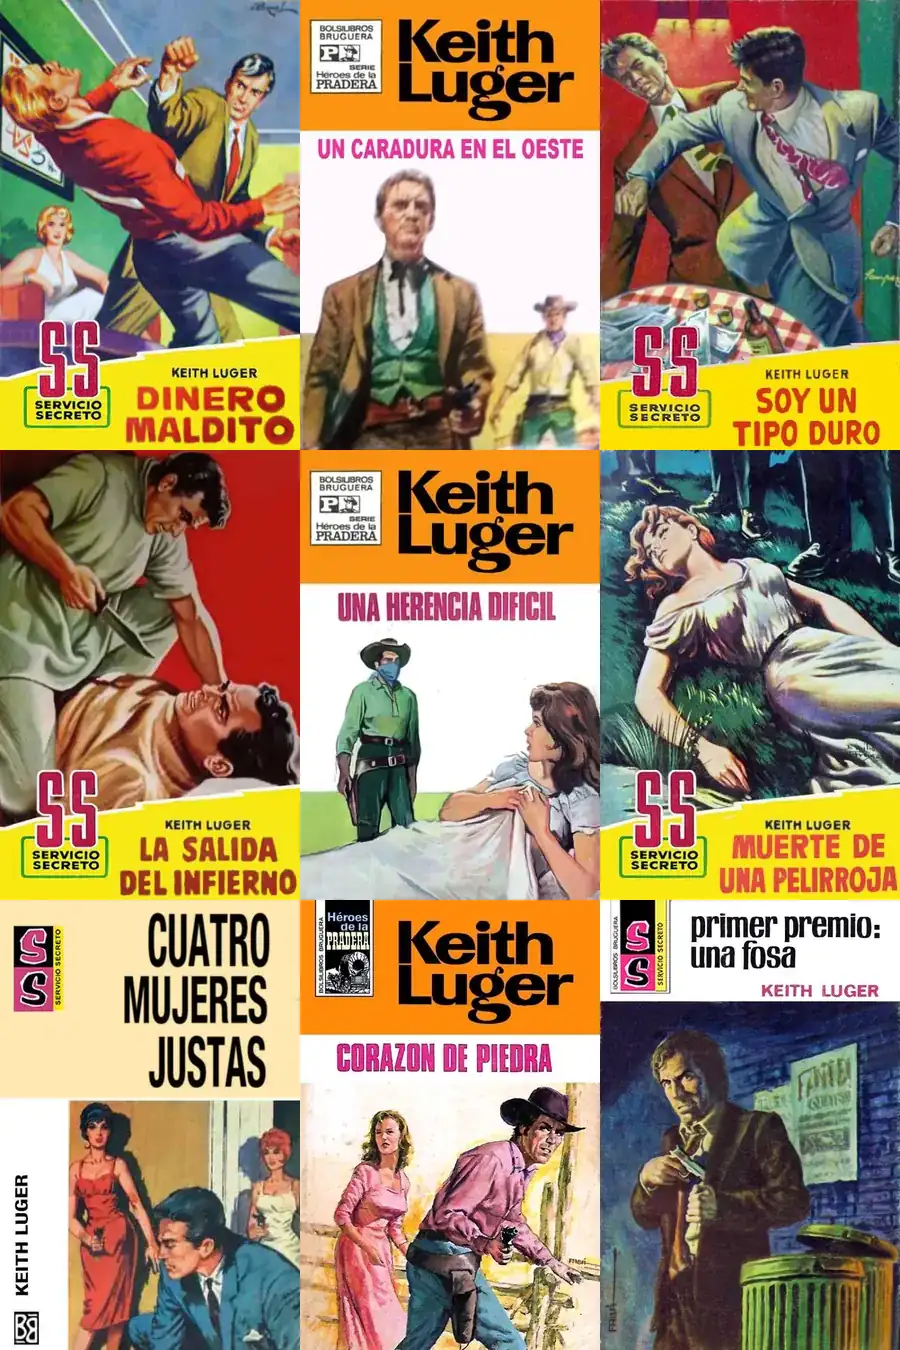 SS
SERVICIO
SECRETO
KEITH LUGER
DINERO
MALDITO
BOLSILIBROS
BRUGUERA
SERIE
Héroes de la
PRADERA
Keith
Luger
UN CARADURA EN EL OESTE
SS
SERVICIO
SECRETO
KEITH LUGER
SOY UN
TIPO DURO
SS
SERVICIO
SECRETO
KEITH LUGER
LA SALIDA
DEL INFIERNO
BOLSILIBROS
BRUGUERA
SERIE
Héroes de la
PRADERA
Keith
Luger
UNA HERENCIA DIFICIL
SS
SERVICIO
SECRETO
KEITH LUGER
MUERTE DE
UNA PELIRROJA
SS
SERVICIO SECRETO
CUATRO
MUJERES
JUSTAS
KEITH LUGER
BOLSILIBROS BRUGUERA
Héroes
de la
PRADERA
Keith
Luger
CORAZON DE PIEDRA
BOLSILIBROS BRUGUERA
SS
SERVICIO SECRETO
primer premio:
una fosa
KEITH LUGER